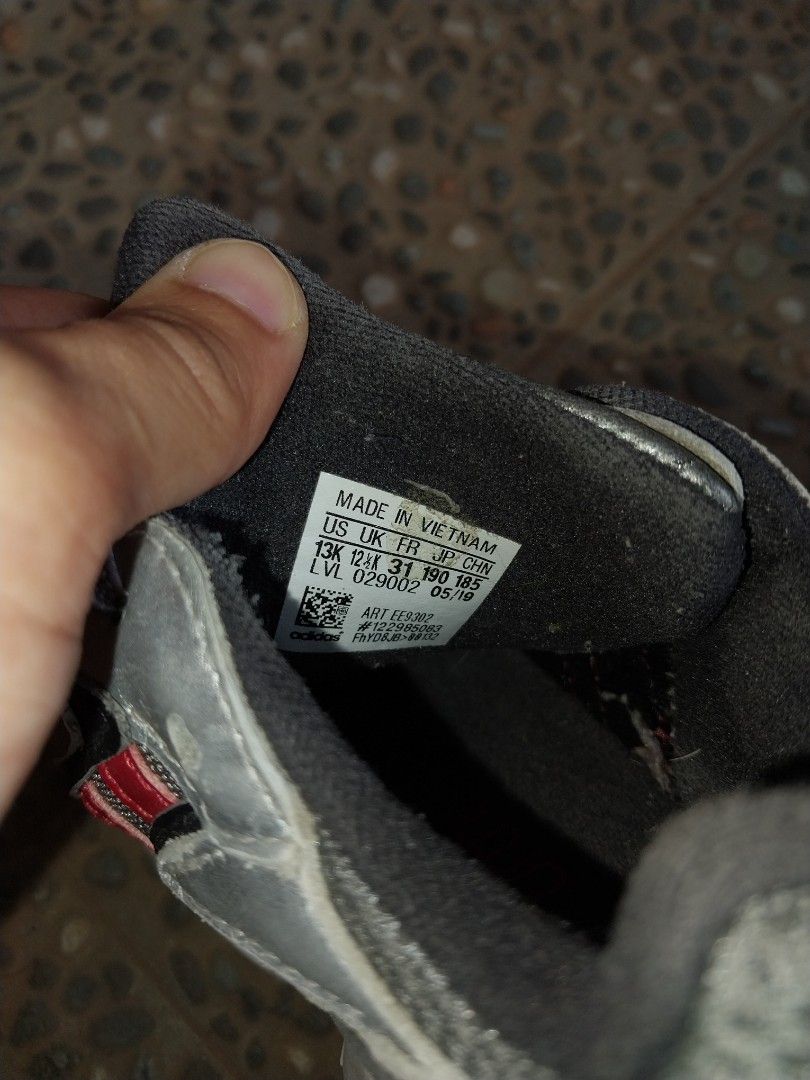 MADE IN VIETNAM
US UK FR JP CHN
13K 12½K 31 190 185
LVL 029002 05/19
ART EE9302
#122985083
adidas